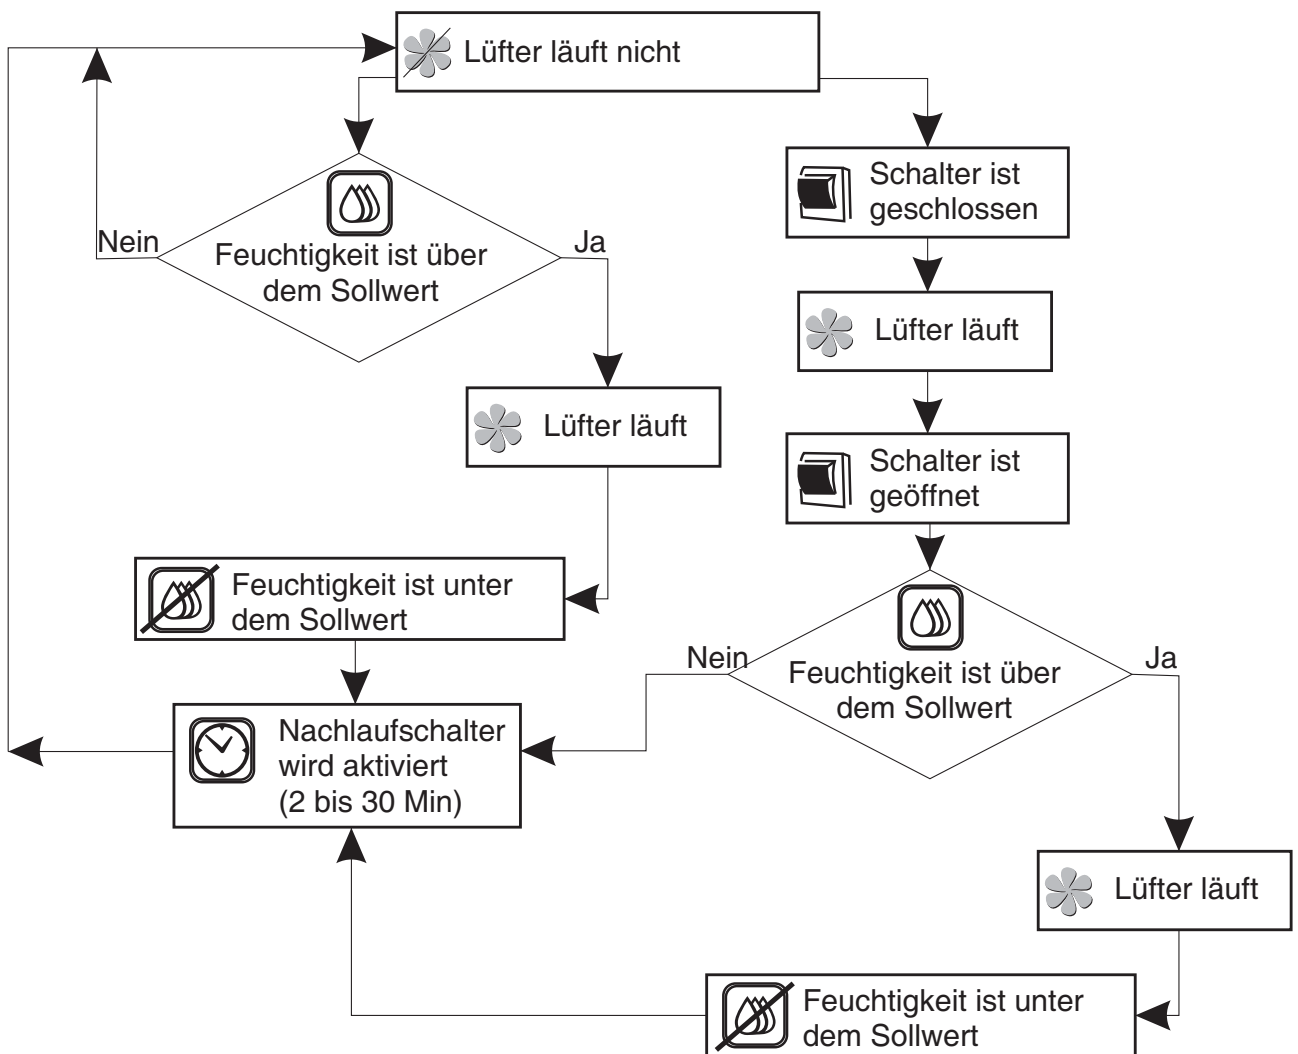 Lüfter läuft nicht
Schalter ist
geschlossen
Nein
Feuchtigkeit ist über
dem Sollwert
Ja
Lüfter läuft
Lüfter läuft
Schalter ist
geöffnet
Feuchtigkeit ist unter
dem Sollwert
Nein
Feuchtigkeit ist über
dem Sollwert
Ja
Nachlaufschalter
wird aktiviert
(2 bis 30 Min)
Lüfter läuft
Feuchtigkeit ist unter
dem Sollwert